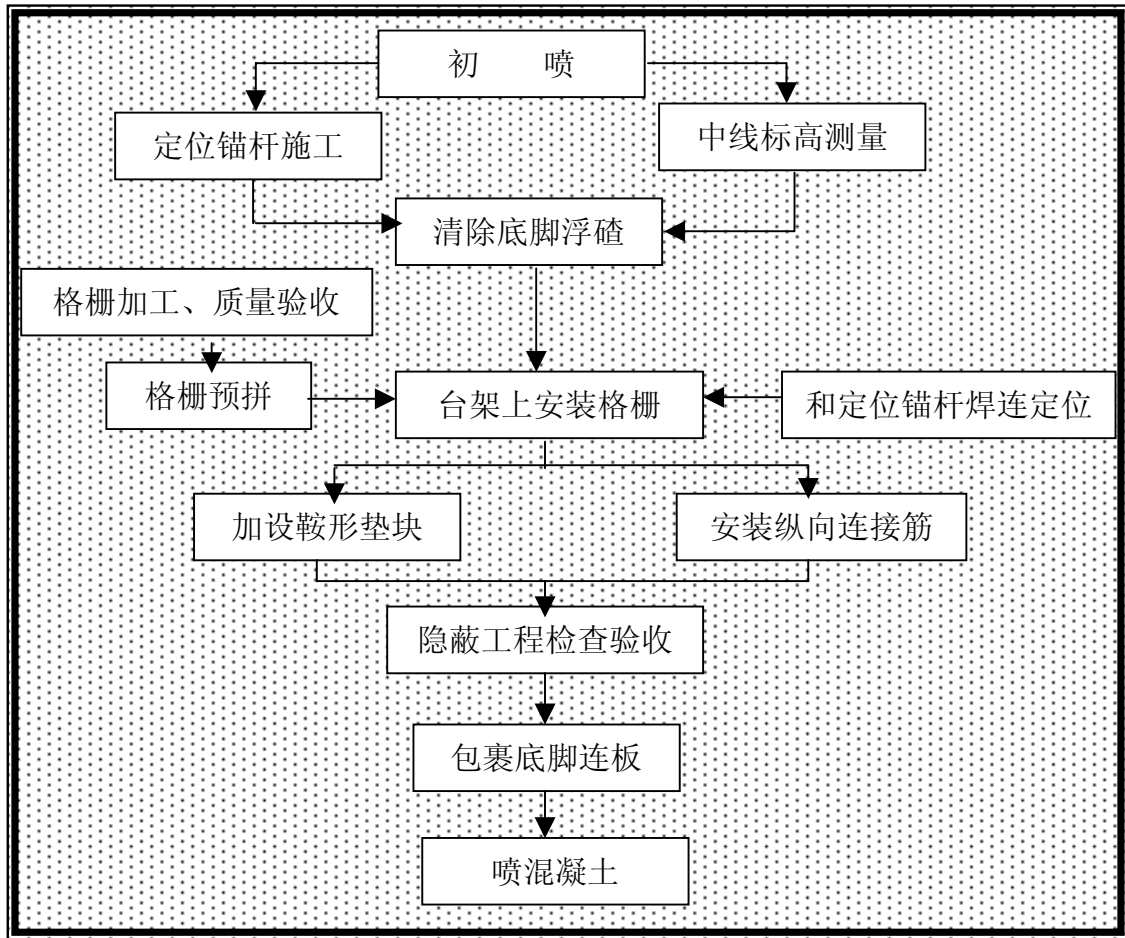 初 喷
定位锚杆施工
中线标高测量
清除底脚浮碴
格栅加工、质量验收
格栅预拼
台架上安装格栅
和定位锚杆焊连定位
加设鞍形垫块
安装纵向连接筋
隐蔽工程检查验收
包裹底脚连板
喷混凝土